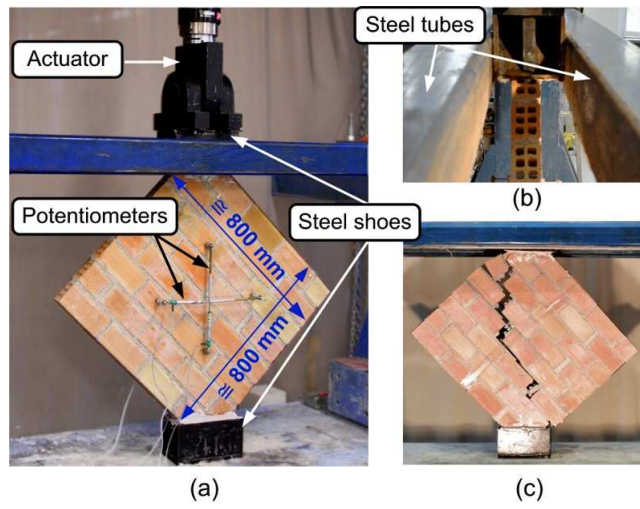 Actuator
Potentiometers
≅ 800 mm
≅ 800 mm
Steel shoes
(a)
Steel tubes
(b)
(c)